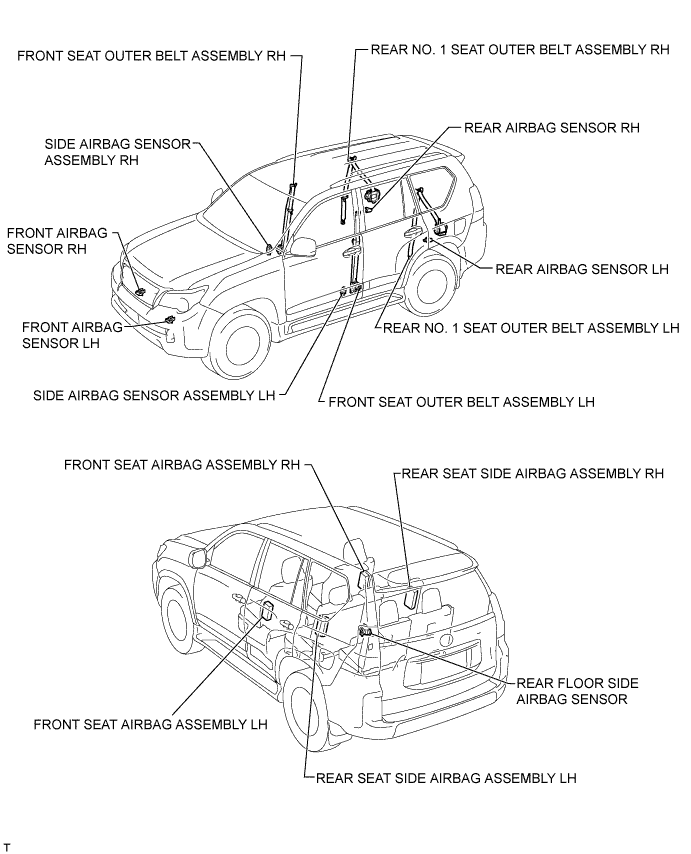 FRONT SEAT OUTER BELT ASSEMBLY RH
REAR NO. 1 SEAT OUTER BELT ASSEMBLY RH
REAR AIRBAG SENSOR RH
SIDE AIRBAG SENSOR
ASSEMBLY RH
FRONT AIRBAG
SENSOR RH
REAR AIRBAG SENSOR LH
FRONT AIRBAG
SENSOR LH
REAR NO. 1 SEAT OUTER BELT ASSEMBLY LH
SIDE AIRBAG SENSOR ASSEMBLY LH
FRONT SEAT OUTER BELT ASSEMBLY LH
FRONT SEAT AIRBAG ASSEMBLY RH
REAR SEAT SIDE AIRBAG ASSEMBLY RH
REAR FLOOR SIDE
AIRBAG SENSOR
FRONT SEAT AIRBAG ASSEMBLY LH
REAR SEAT SIDE AIRBAG ASSEMBLY LH
T